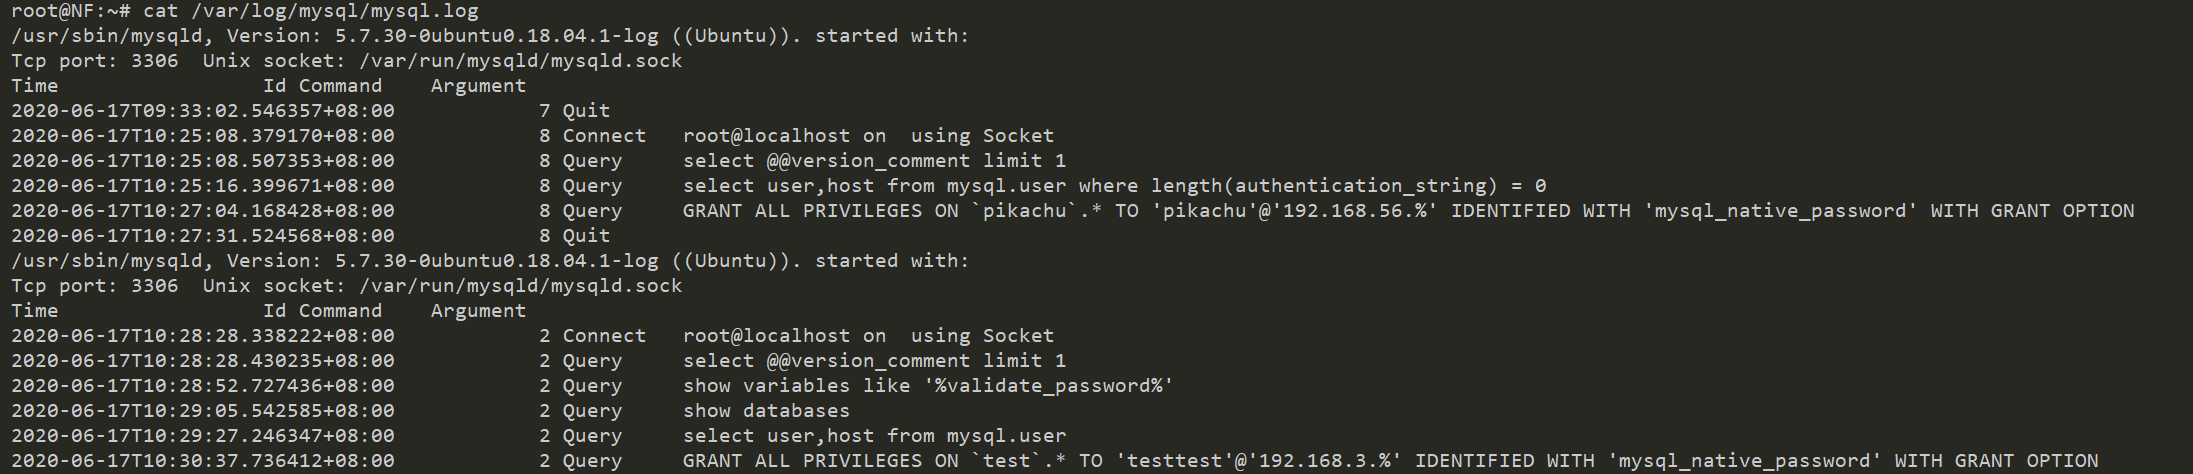 root@NF:~# cat /var/log/mysql/mysql.log
/usr/sbin/mysqld, Version: 5.7.30-0ubuntu0.18.04.1-log ((Ubuntu)). started with:
Tcp port: 3306  Unix socket: /var/run/mysqld/mysqld.sock
Time                 Id Command    Argument
2020-06-17T09:33:02.546357+08:00            7 Quit
2020-06-17T10:25:08.379170+08:00            8 Connect   root@localhost on  using Socket
2020-06-17T10:25:08.507353+08:00            8 Query     select @@version_comment limit 1
2020-06-17T10:25:16.399671+08:00            8 Query     select user,host from mysql.user where length(authentication_string) = 0
2020-06-17T10:27:04.168428+08:00            8 Query     GRANT ALL PRIVILEGES ON `pikachu`.* TO 'pikachu'@'192.168.56.%' IDENTIFIED WITH 'mysql_native_password' WITH GRANT OPTION
2020-06-17T10:27:31.524568+08:00            8 Quit
/usr/sbin/mysqld, Version: 5.7.30-0ubuntu0.18.04.1-log ((Ubuntu)). started with:
Tcp port: 3306  Unix socket: /var/run/mysqld/mysqld.sock
Time                 Id Command    Argument
2020-06-17T10:28:28.338222+08:00            2 Connect   root@localhost on  using Socket
2020-06-17T10:28:28.430235+08:00            2 Query     select @@version_comment limit 1
2020-06-17T10:28:52.727436+08:00            2 Query     show variables like '%validate_password%'
2020-06-17T10:29:05.542585+08:00            2 Query     show databases
2020-06-17T10:29:27.246347+08:00            2 Query     select user,host from mysql.user
2020-06-17T10:30:37.736412+08:00            2 Query     GRANT ALL PRIVILEGES ON `test`.* TO 'testtest'@'192.168.3.%' IDENTIFIED WITH 'mysql_native_password' WITH GRANT OPTION